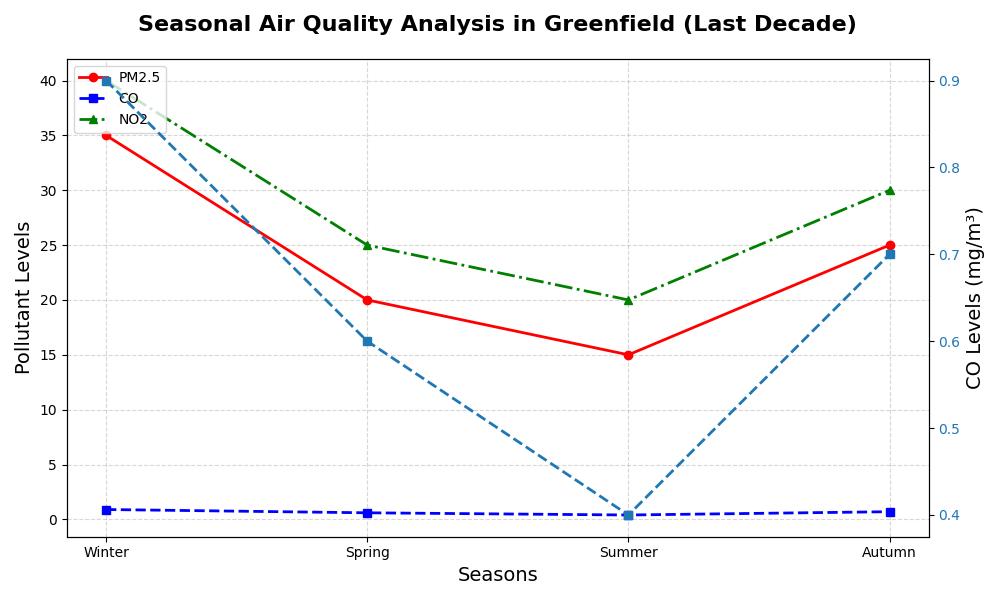 Seasonal Air Quality Analysis in Greenfield (Last Decade)
PM2.5
CO
NO2
Pollutant Levels
40
35
30
25
20
15
10
5
0
Winter
Spring
Summer
Autumn
Seasons
0.9
0.8
0.7
0.6
0.5
0.4
CO Levels (mg/m³)